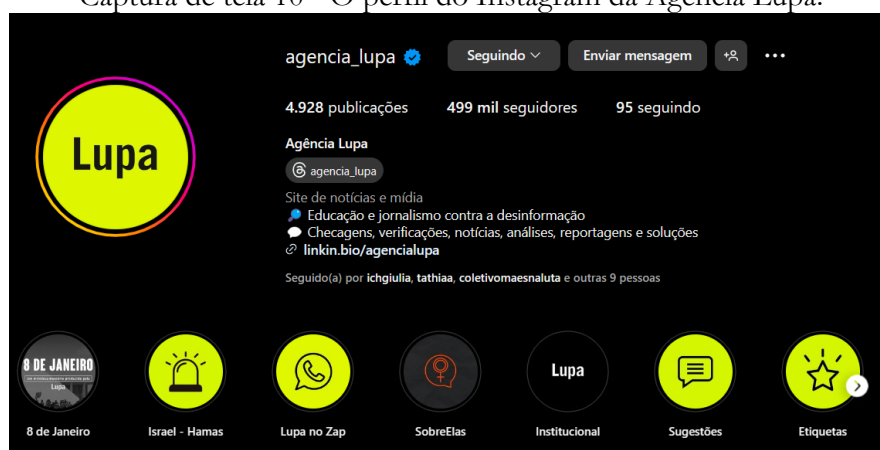 Captura de tela 10 - O perfil do Instagram da Agência Lupa.
agencia_lupa Seguindo Enviar mensagem
4.928 publicações 499 mil seguidores 95 seguindo
Lupa
Agência Lupa
agencia_lupa
Site de notícias e mídia
Educação e jornalismo contra a desinformação
Checagens, verificações, notícias, análises, reportagens e soluções
linkin.bio/agencialupa
Seguido(a) por ichgiulia, tathiaa, coletivomaesnaluta e outras 9 pessoas
8 DE JANEIRO
Lupa
Lupa
8 de Janeiro Israel - Hamas Lupa no Zap SobreElas Institucional Sugestões Etiquetas